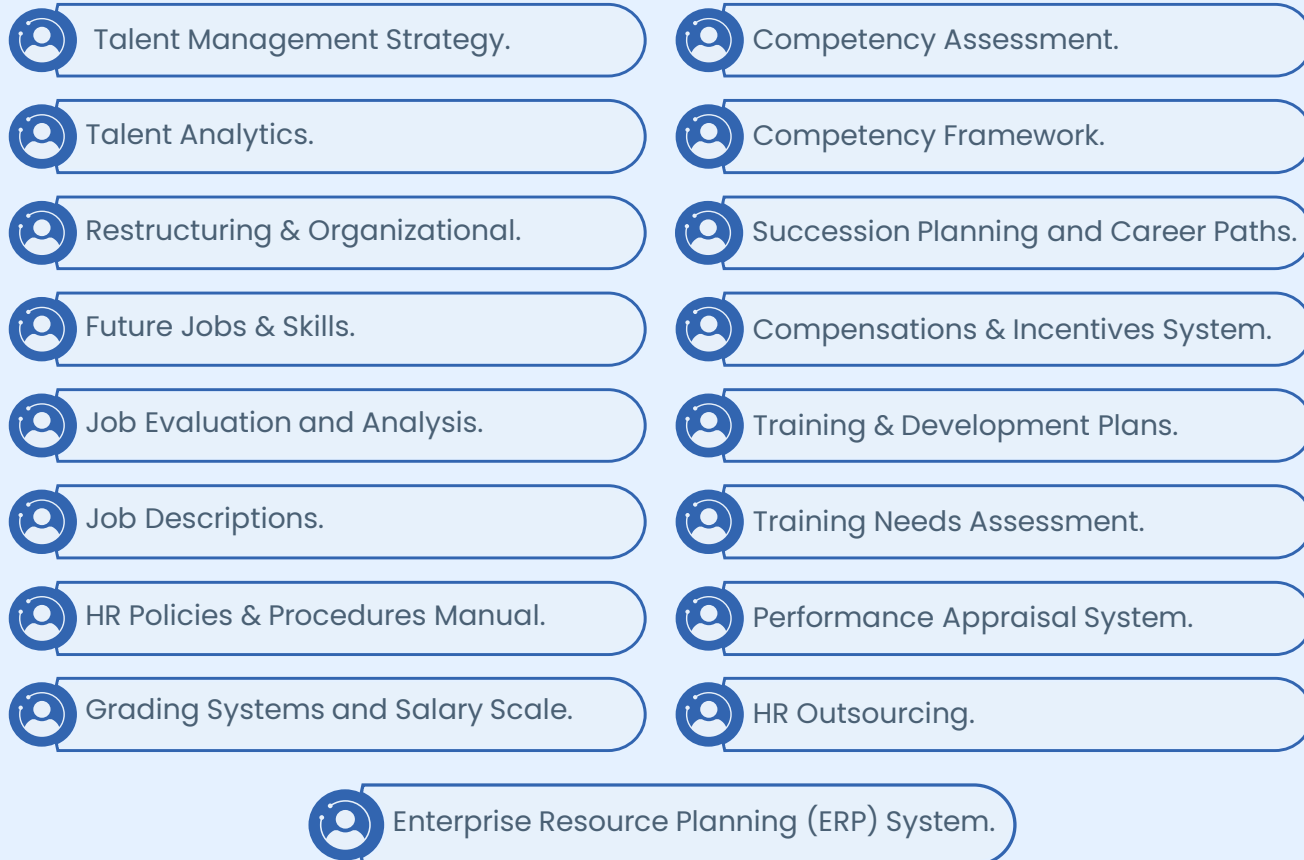 Talent Management Strategy.
Talent Analytics.
Restructuring & Organizational.
Future Jobs & Skills.
Job Evaluation and Analysis.
Job Descriptions.
HR Policies & Procedures Manual.
Grading Systems and Salary Scale.
Competency Assessment.
Competency Framework.
Succession Planning and Career Paths.
Compensations & Incentives System.
Training & Development Plans.
Training Needs Assessment.
Performance Appraisal System.
HR Outsourcing.
Enterprise Resource Planning (ERP) System.